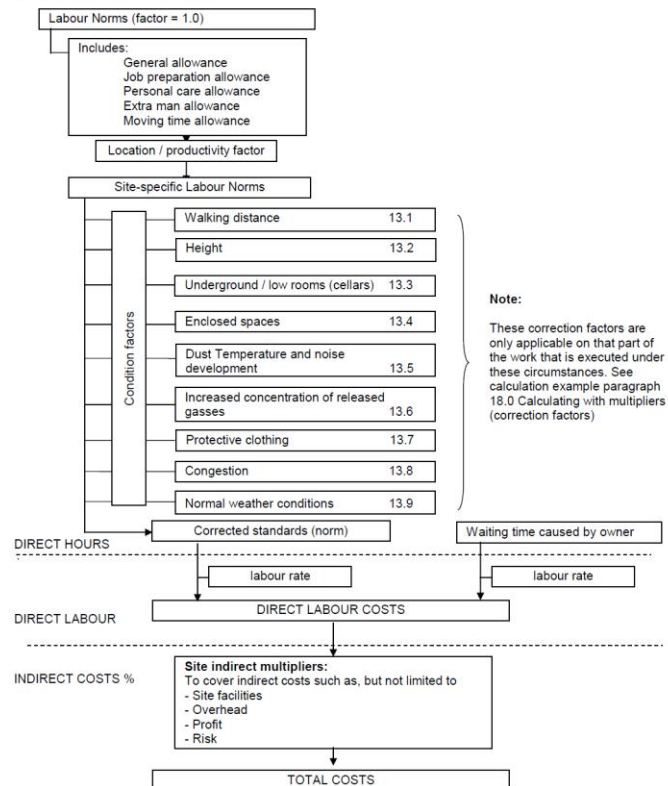 Labour Norms (factor = 1.0)
Includes:
General allowance
Job preparation allowance
Personal care allowance
Extra man allowance
Moving time allowance
Location / productivity factor
Site-specific Labour Norms
Condition factors
Walking distance 13.1
Height 13.2
Underground / low rooms (cellars) 13.3
Enclosed spaces 13.4
Dust Temperature and noise
development 13.5
Increased concentration of released
gasses 13.6
Protective clothing 13.7
Congestion 13.8
Normal weather conditions 13.9
Note:
These correction factors are
only applicable on that part of
the work that is executed under
these circumstances. See
calculation example paragraph
18.0 Calculating with multipliers
(correction factors)
Corrected standards (norm)
Waiting time caused by owner
DIRECT HOURS
labour rate
labour rate
DIRECT LABOUR
DIRECT LABOUR COSTS
INDIRECT COSTS %
Site indirect multipliers:
To cover indirect costs such as, but not limited to
- Site facilities
- Overhead
- Profit
- Risk
TOTAL COSTS